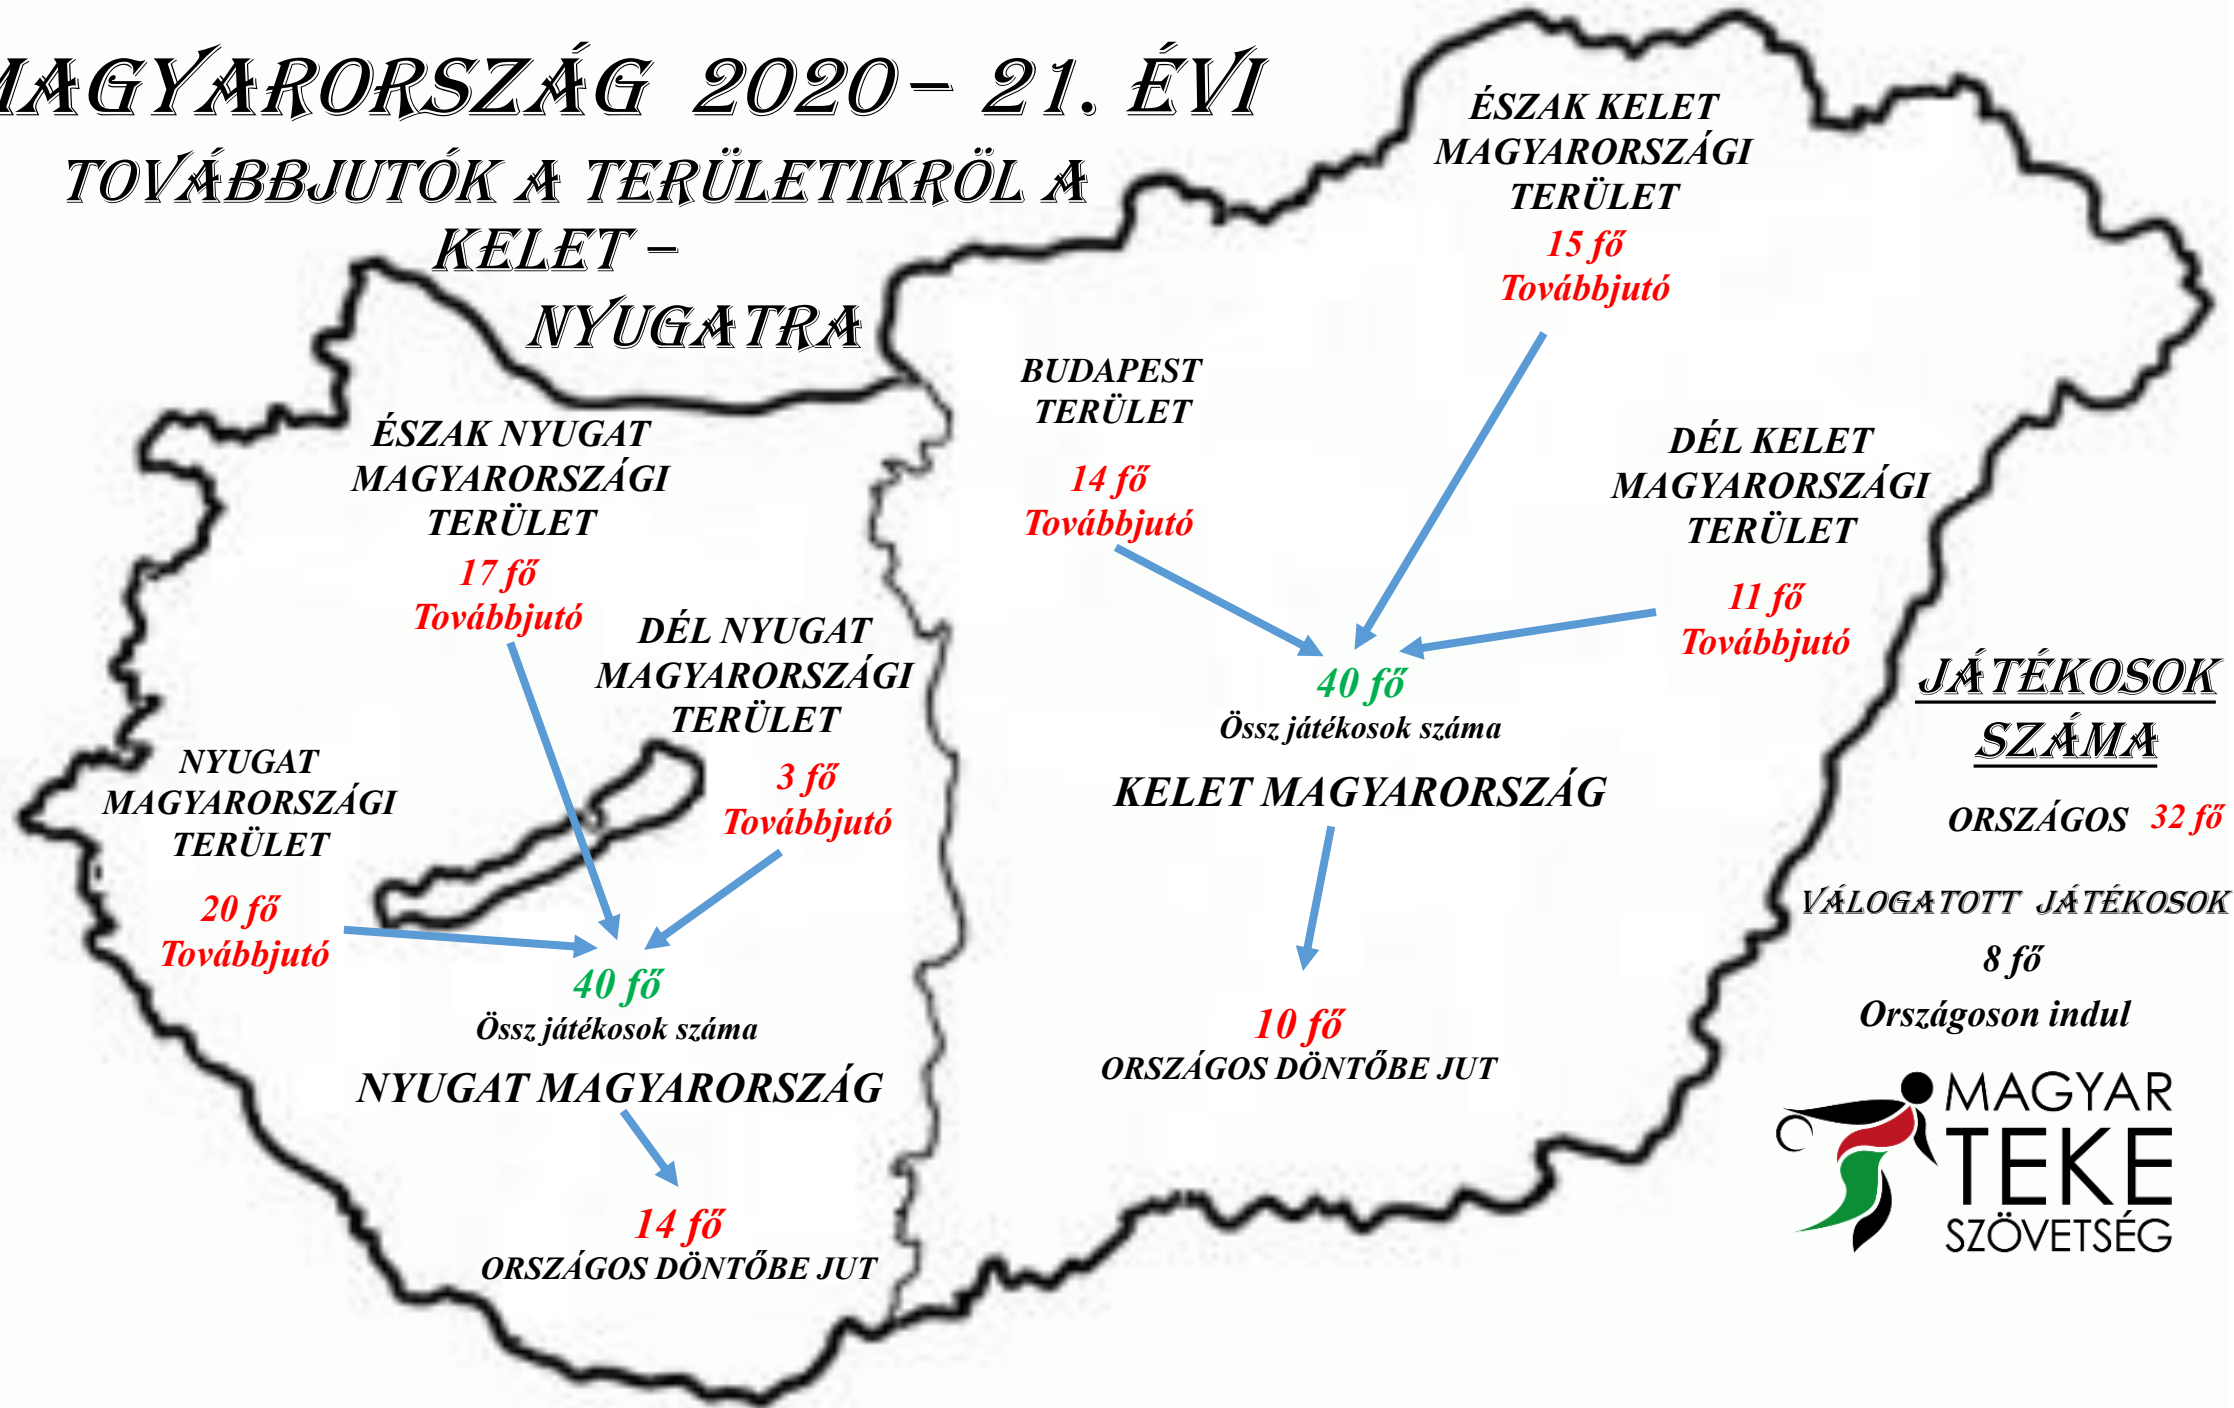 MAGYARORSZÁG 2020 – 21. ÉVI
TOVÁBBJUTÓK A TERÜLETIKRÖL A
KELET –
NYUGATRA
ÉSZAK KELET
MAGYARORSZÁGI
TERÜLET
15 fő
Továbbjutó
BUDAPEST
TERÜLET
14 fő
Továbbjutó
DÉL KELET
MAGYARORSZÁGI
TERÜLET
11 fő
Továbbjutó
40 fő
Össz játékosok száma
KELET MAGYARORSZÁG
10 fő
ORSZÁGOS DÖNTŐBE JUT
ÉSZAK NYUGAT
MAGYARORSZÁGI
TERÜLET
17 fő
Továbbjutó
DÉL NYUGAT
MAGYARORSZÁGI
TERÜLET
3 fő
Továbbjutó
NYUGAT
MAGYARORSZÁGI
TERÜLET
20 fő
Továbbjutó
40 fő
Össz játékosok száma
NYUGAT MAGYARORSZÁG
14 fő
ORSZÁGOS DÖNTŐBE JUT
JÁTÉKOSOK
SZÁMA
ORSZÁGOS 32 fő
VÁLOGATOTT JÁTÉKOSOK
8 fő
Országoson indul
MAGYAR
TEKE
SZÖVETSÉG